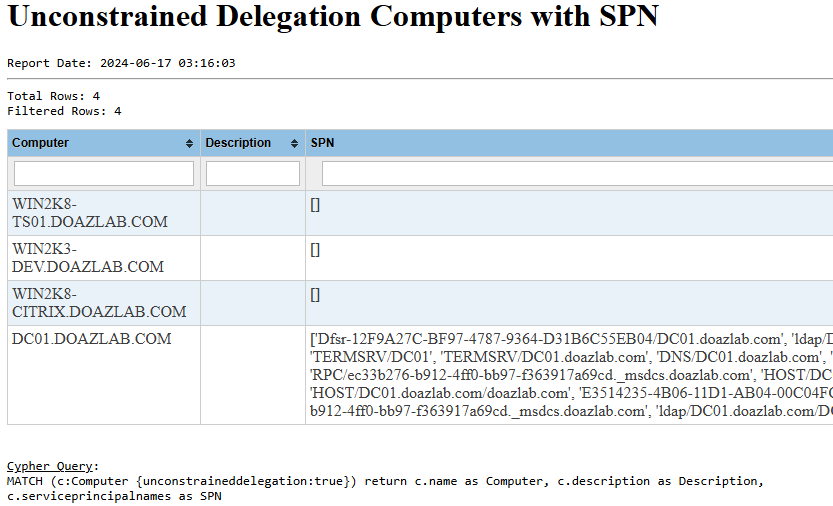 Unconstrained Delegation Computers with SPN
Report Date: 2024-06-17 03:16:03
Total Rows: 4
Filtered Rows: 4
Computer Description SPN
WIN2K8-
TS01.DOAZLAB.COM []
WIN2K3-
DEV.DOAZLAB.COM []
WIN2K8-
CITRIX.DOAZLAB.COM []
DC01.DOAZLAB.COM ['Dfsr-12F9A27C-BF97-4787-9364-D31B6C55EB04/DC01.doazlab.com', 'ldap/D
'TERMSRV/DC01', 'TERMSRV/DC01.doazlab.com', 'DNS/DC01.doazlab.com', '
'RPC/ec33b276-b912-4ff0-bb97-f363917a69cd._msdcs.doazlab.com', 'HOST/DC
'HOST/DC01.doazlab.com/doazlab.com', 'E3514235-4B06-11D1-AB04-00C04FC
b912-4ff0-bb97-f363917a69cd._msdcs.doazlab.com', 'ldap/DC01.doazlab.com/DO
Cypher Query:
MATCH (c:Computer {unconstraineddelegation:true}) return c.name as Computer, c.description as Description,
c.serviceprincipalnames as SPN